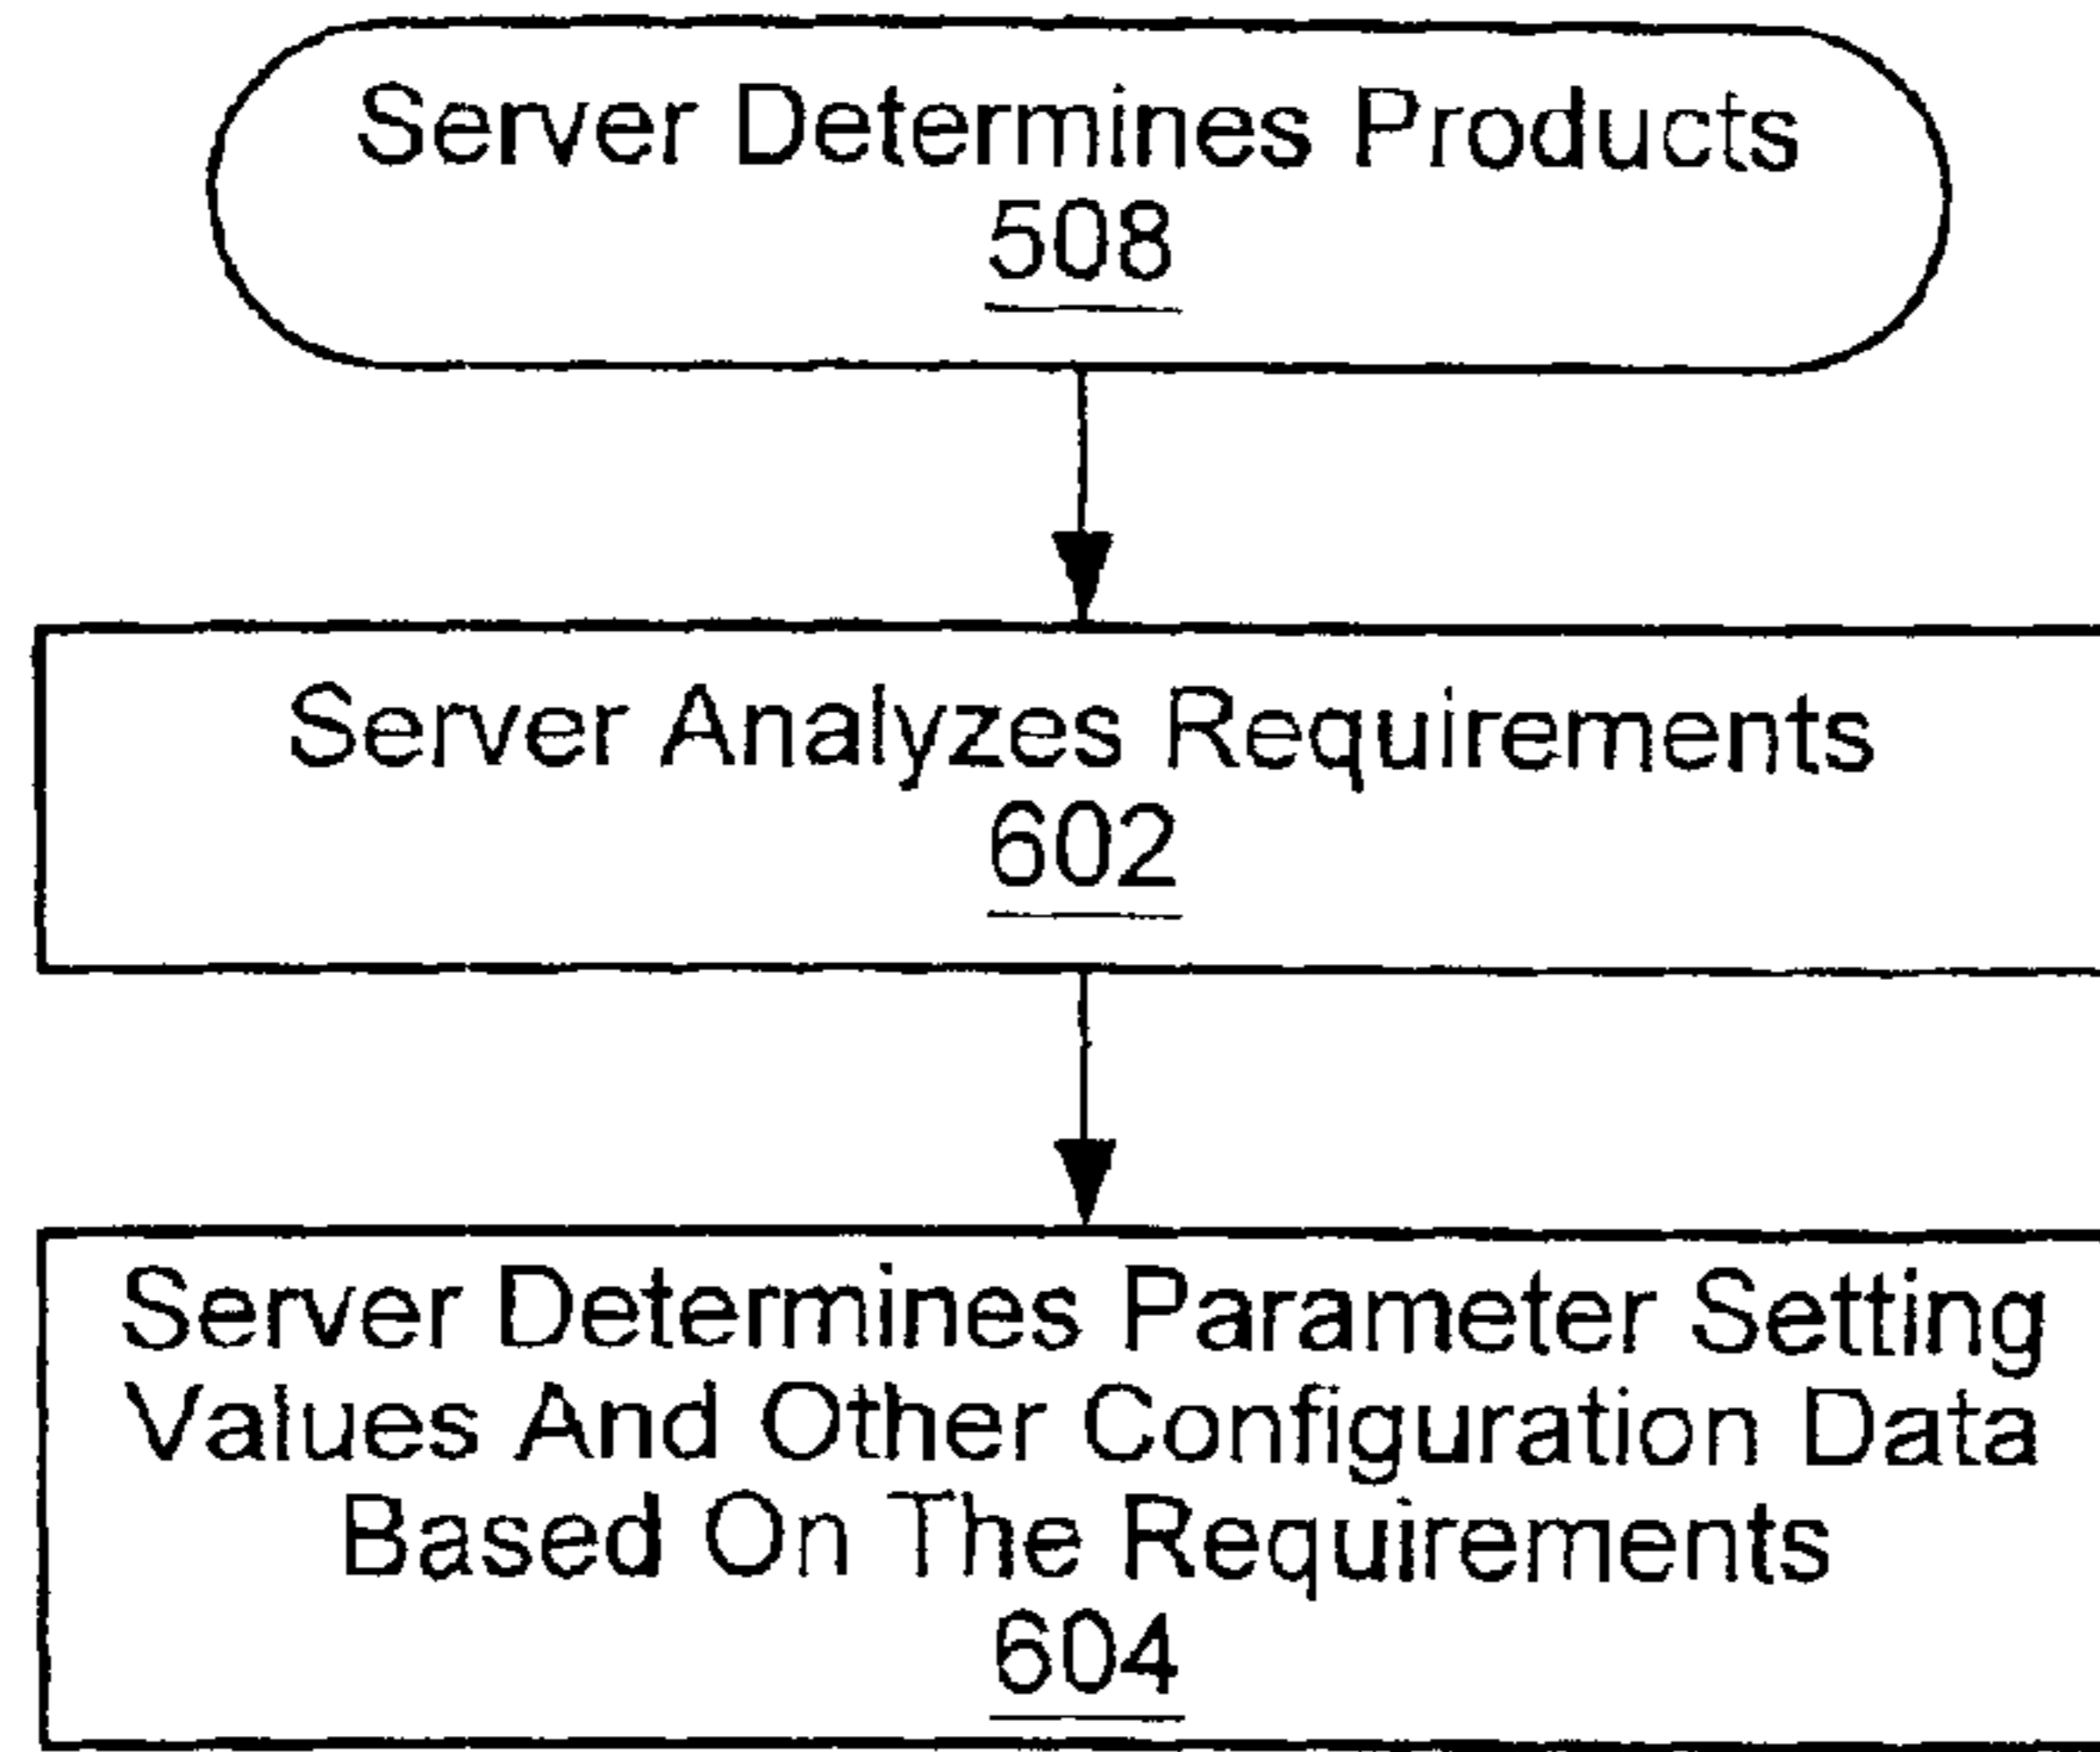 Server Determines Products
508
Server Analyzes Requirements
602
Server Determines Parameter Setting
Values And Other Configuration Data
Based On The Requirements
604